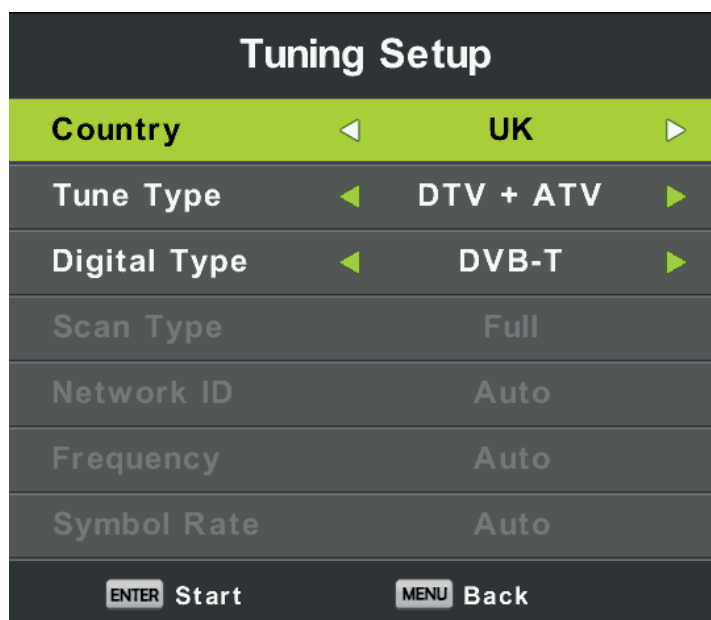 Tuning Setup
Country UK
Tune Type DTV + ATV
Digital Type DVB-T
Scan Type Full
Network ID Auto
Frequency Auto
Symbol Rate Auto
ENTER Start MENU Back